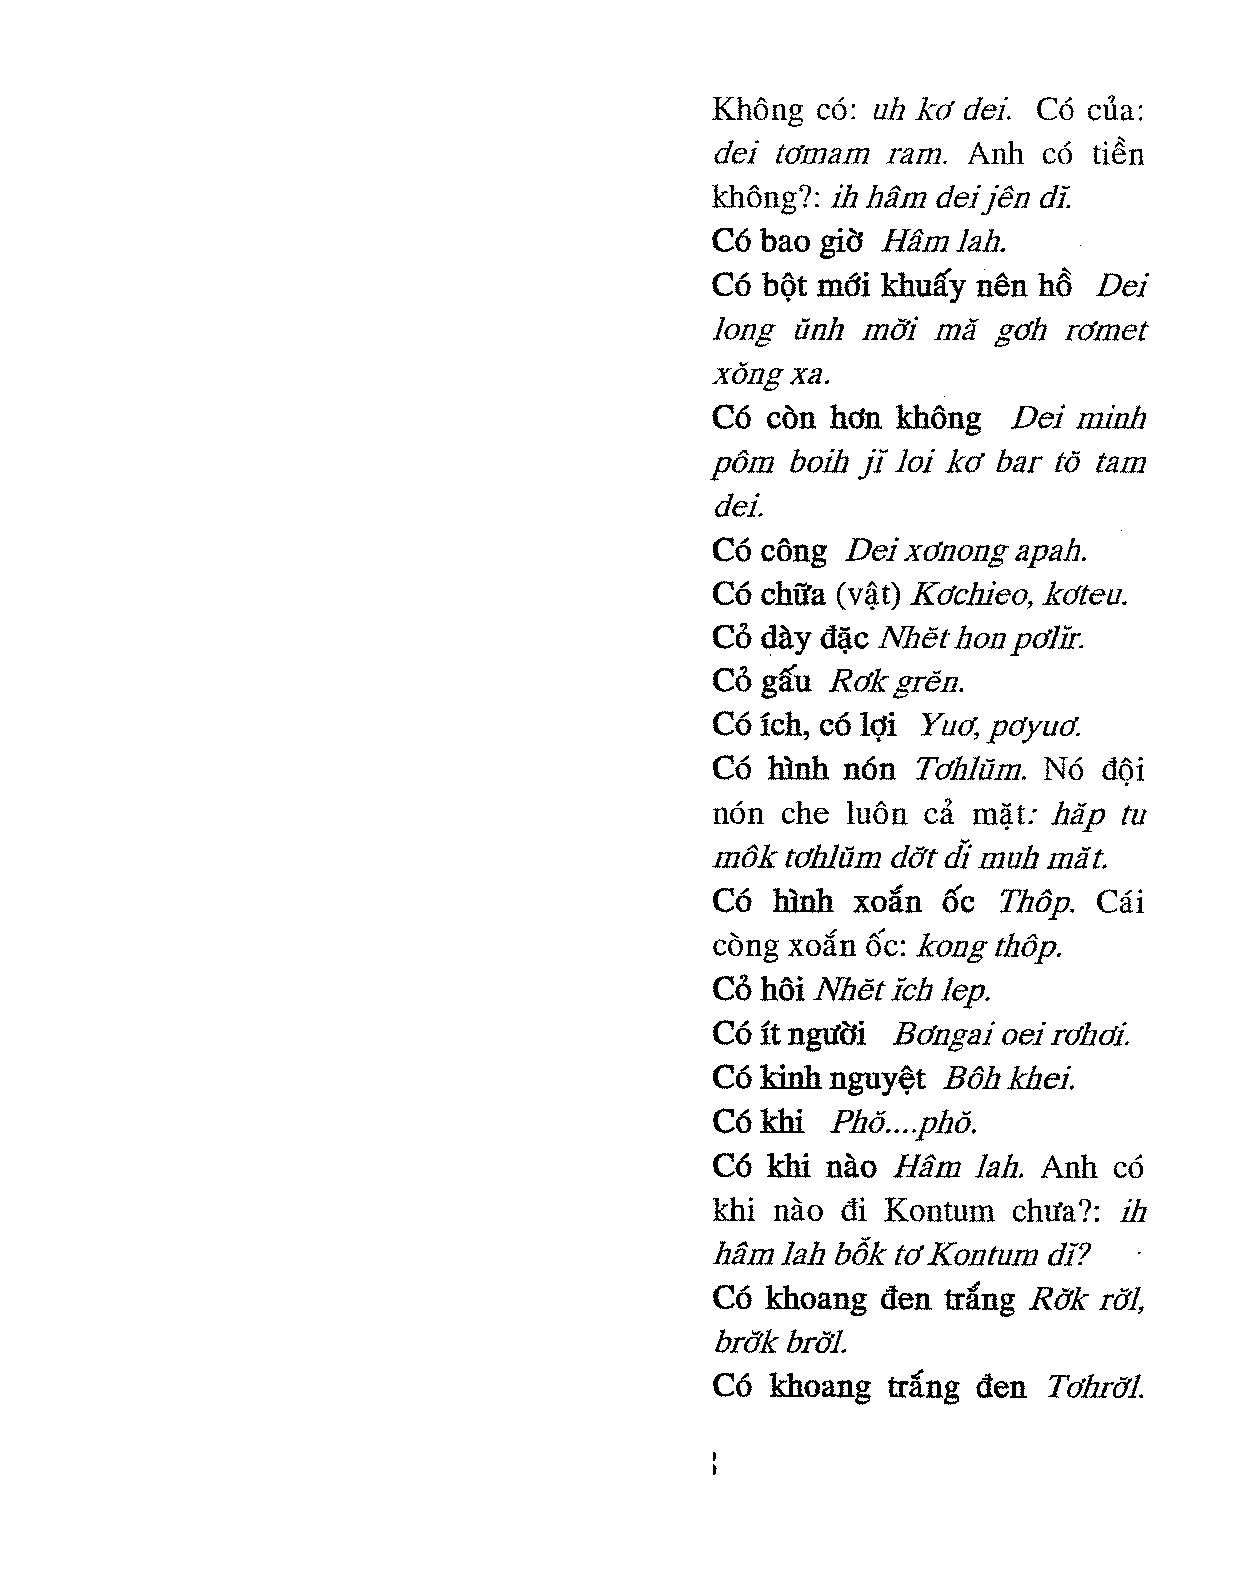 Không có: uh kơ dei. Có của:
dei tơmam ram. Anh có tiền
không?: ih hâm dei jên dĭ.
Có bao giờ Hâm lah.
Có bột mới khuấy nên hồ Dei
long ŭnh mơ̆i mă gơh rơmet
xŏng xa.
Có còn hơn không Dei minh
pôm boih jĭ loi kơ bar tŏ tam
dei.
Có công Dei xơnong apah.
Có chữa (vật) Kơchieo, kơteu.
Cỏ dày đặc Nhĕt hon pơlĭr.
Cỏ gấu Rơk grĕn.
Có ích, có lợi Yuơ, pơyuơ.
Có hình nón Tơhlŭm. Nó đội
nón che luôn cả mặt: hăp tu
môk tơhlŭm dơ̆t dĭ muh măt.
Có hình xoắn ốc Thôp. Cái
còng xoắn ốc: kong thôp.
Cỏ hôi Nhĕt ĭch lep.
Có ít người Bơngai oei rơhơi.
Có kinh nguyệt Bôh khei.
Có khi Phŏ....phŏ.
Có khi nào Hâm lah. Anh có
khi nào đi Kontum chưa?: ih
hâm lah bô̆k tơ Kontum dĭ?
Có khoang đen trắng Rơ̆k rơ̆l,
brơ̆k brơ̆l.
Có khoang trắng đen Tơhrơ̆l.